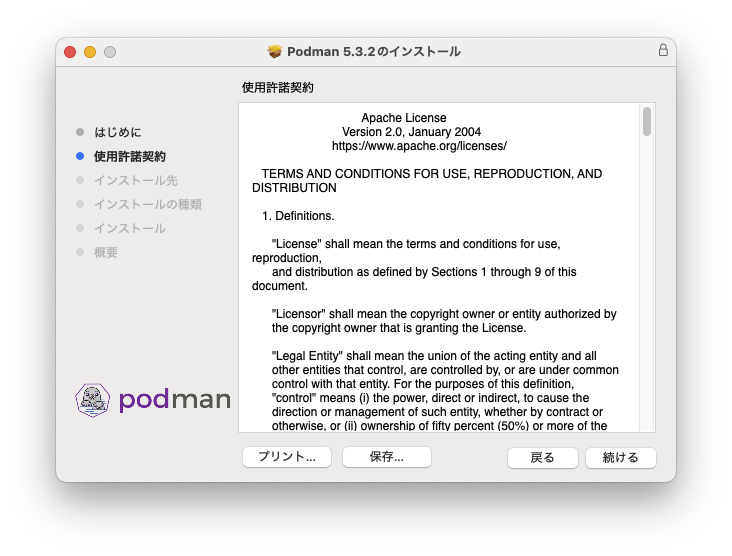 Podman 5.3.2のインストール
使用許諾契約
はじめに
使用許諾契約
インストール先
インストールの種類
インストール
概要
podman
Apache License
Version 2.0, January 2004
https://www.apache.org/licenses/
TERMS AND CONDITIONS FOR USE, REPRODUCTION, AND
DISTRIBUTION
1. Definitions.
"License" shall mean the terms and conditions for use,
reproduction,
and distribution as defined by Sections 1 through 9 of this
document.
"Licensor" shall mean the copyright owner or entity authorized by
the copyright owner that is granting the License.
"Legal Entity" shall mean the union of the acting entity and all
other entities that control, are controlled by, or are under common
control with that entity. For the purposes of this definition,
"control" means (i) the power, direct or indirect, to cause the
direction or management of such entity, whether by contract or
otherwise, or (ii) ownership of fifty percent (50%) or more of the
プリント...
保存...
戻る
続ける